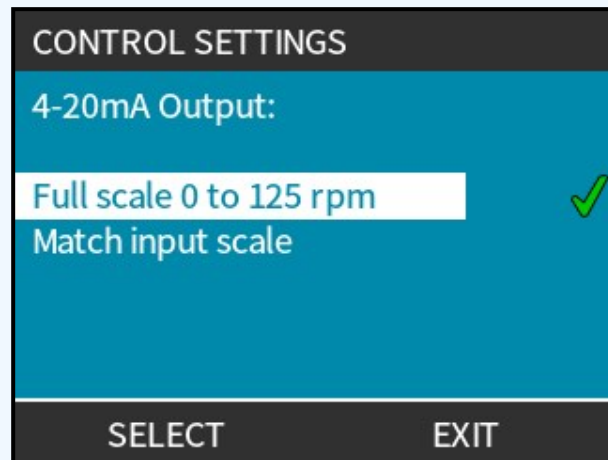 CONTROL SETTINGS
4-20mA Output:
Full scale 0 to 125 rpm
Match input scale
SELECT EXIT